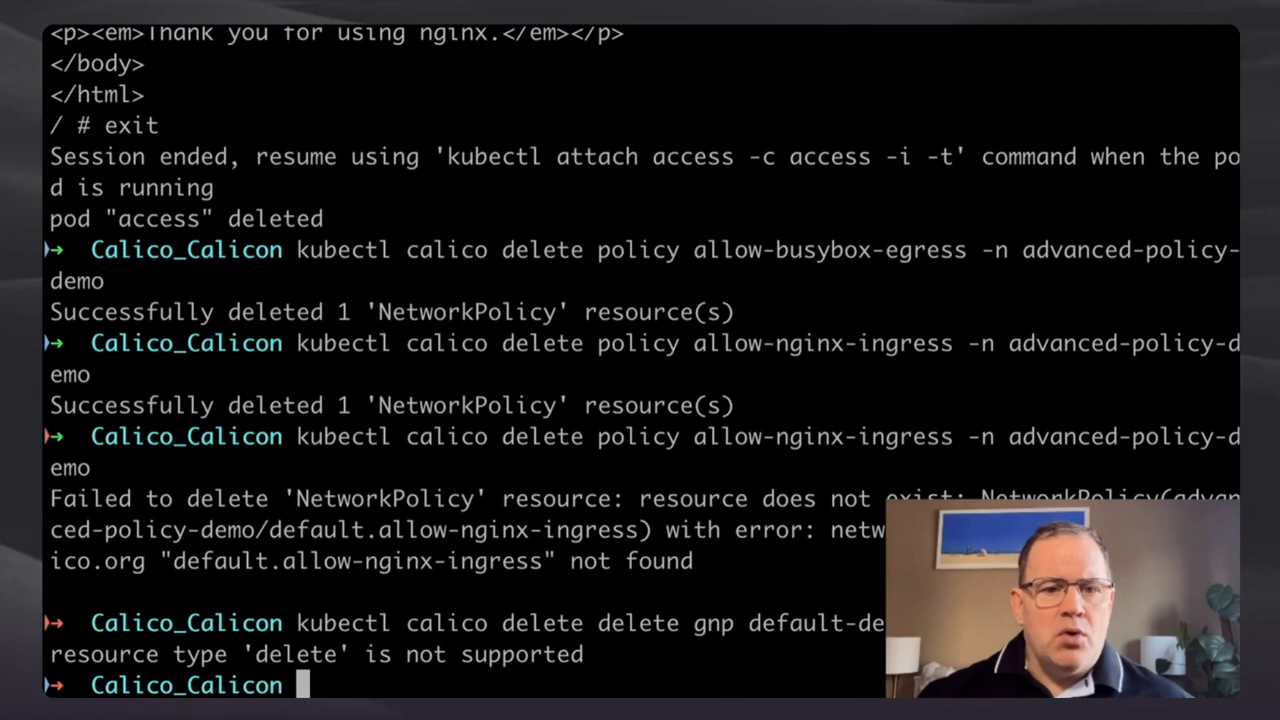 <p><em>Thank you for using nginx.</em></p>
</body>
</html>
/ # exit
Session ended, resume using 'kubectl attach access -c access -i -t' command when the po
d is running
pod "access" deleted
➜ Calico_Calicon kubectl calico delete policy allow-busybox-egress -n advanced-policy-
demo
Successfully deleted 1 'NetworkPolicy' resource(s)
➜ Calico_Calicon kubectl calico delete policy allow-nginx-ingress -n advanced-policy-d
emo
Successfully deleted 1 'NetworkPolicy' resource(s)
➜ Calico_Calicon kubectl calico delete policy allow-nginx-ingress -n advanced-policy-d
emo
Failed to delete 'NetworkPolicy' resource: resource does not exist: NetworkPolicy(advan
ced-policy-demo/default.allow-nginx-ingress) with error: netw
ico.org "default.allow-nginx-ingress" not found
➜ Calico_Calicon kubectl calico delete delete gnp default-de
resource type 'delete' is not supported
➜ Calico_Calicon